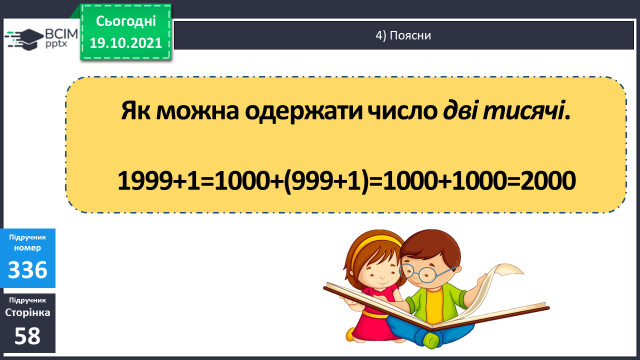 Сьогодні
19.10.2021
ВСІМ
pptx
4) Поясни
Як можна одержати число дві тисячі.
1999+1=1000+(999+1)=1000+1000=2000
Підручник
номер
336
Підручник
Сторінка
58